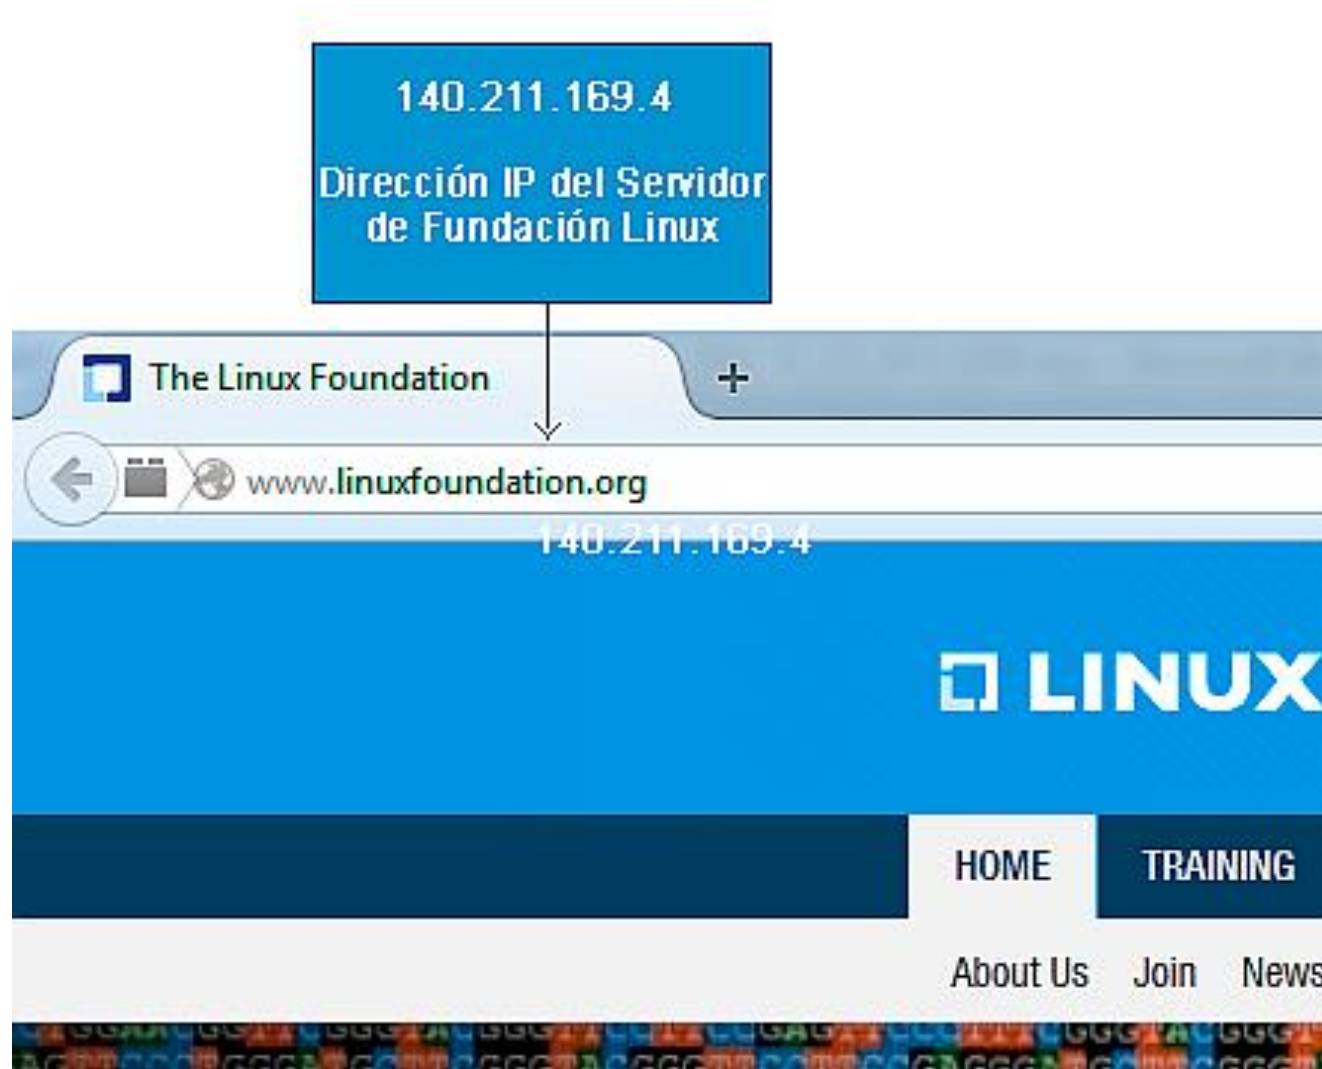 140.211.169.4
Dirección IP del Servidor
de Fundación Linux
The Linux Foundation
www.linuxfoundation.org
140.211.169.4
LINUX
HOME TRAINING
About Us Join News